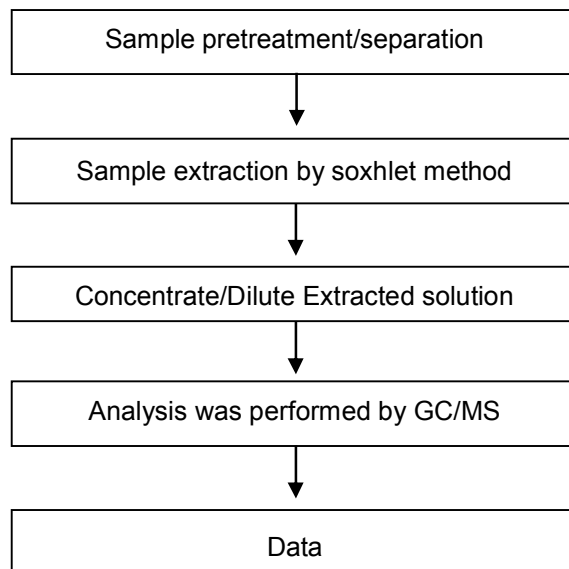 Sample pretreatment/separation
Sample extraction by soxhlet method
Concentrate/Dilute Extracted solution
Analysis was performed by GC/MS
Data